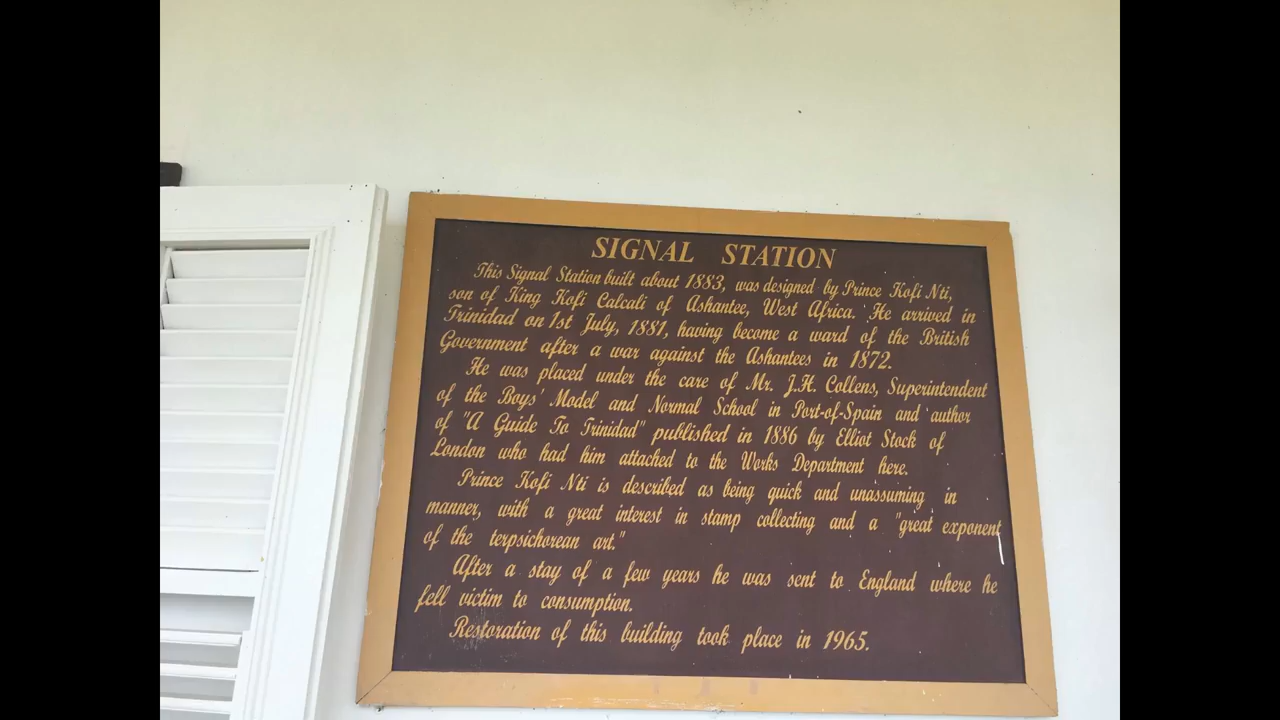 SIGNAL STATION
This Signal Station built about 1883, was designed by Prince Kofi Nti,
son of King Kofi Calcali of Ashantee, West Africa. He arrived in
Trinidad on 1st July, 1881, having become a ward of the British
Government after a war against the Ashantees in 1872.
He was placed under the care of Mr. J.H. Collens, Superintendent
of the Boys' Model and Normal School in Port-of-Spain and author
of "A Guide To Trinidad" published in 1886 by Elliot Stock of
London who had him attached to the Works Department here.
Prince Kofi Nti is described as being quick and unassuming in
manner, with a great interest in stamp collecting and a "great exponent
of the terpsichorean art."
After a stay of a few years he was sent to England where he
fell victim to consumption.
Restoration of this building took place in 1965.